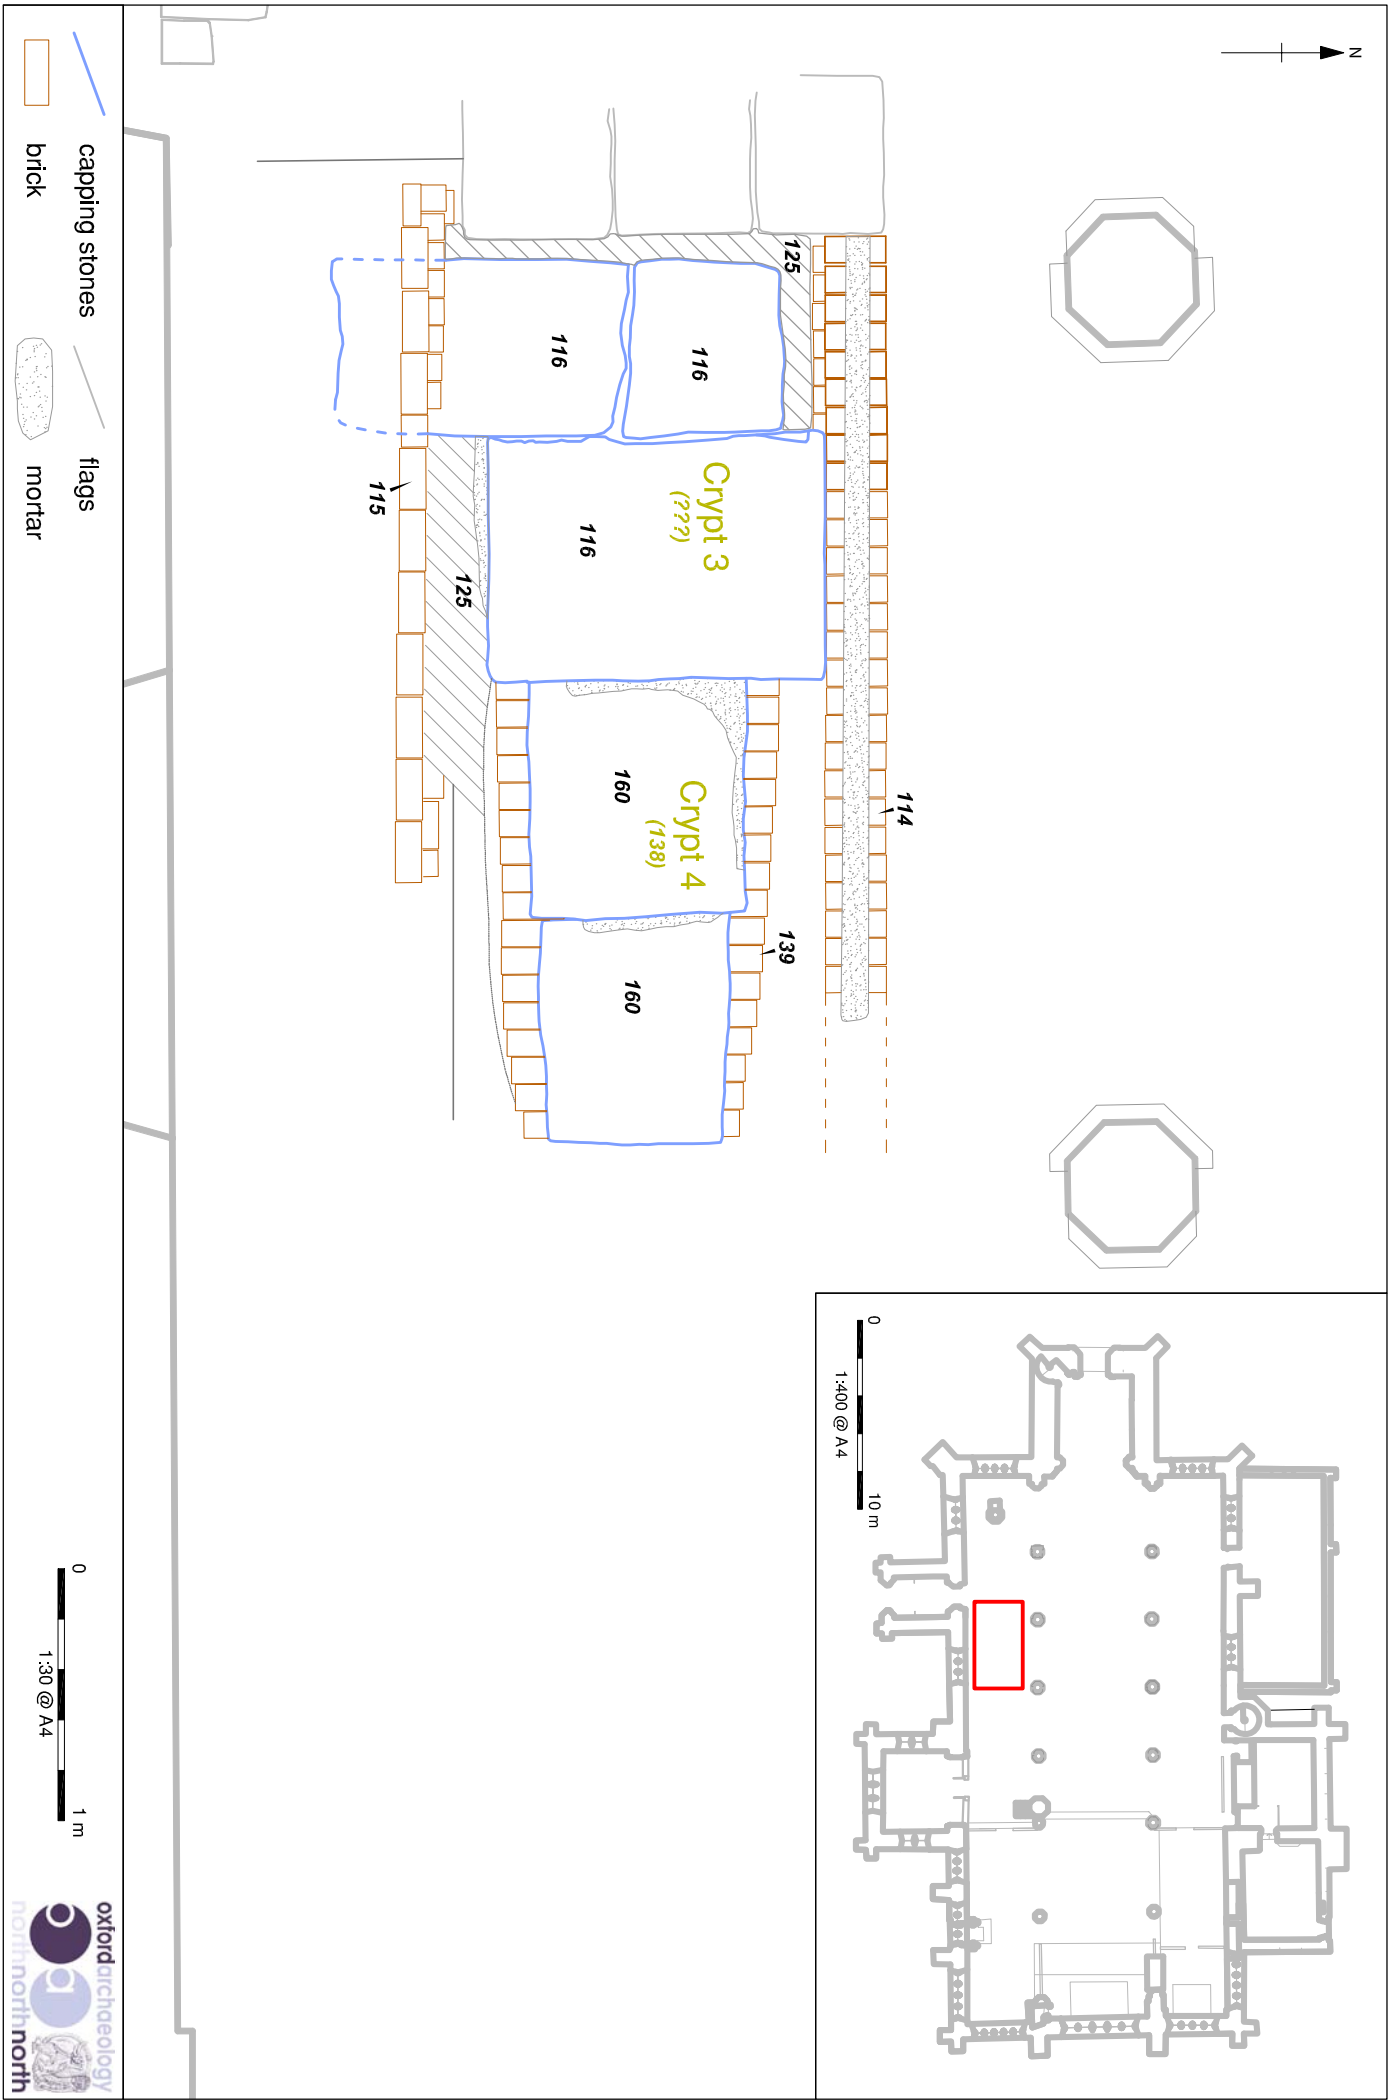 N
125
116
116
Crypt 3
(???)
116
115
125
114
Crypt 4
(138)
160
139
160
0
10 m
1:400 @ A4
capping stones
flags
brick
mortar
0
1 m
1:30 @ A4
oxfordarchaeology
northnorthnorth